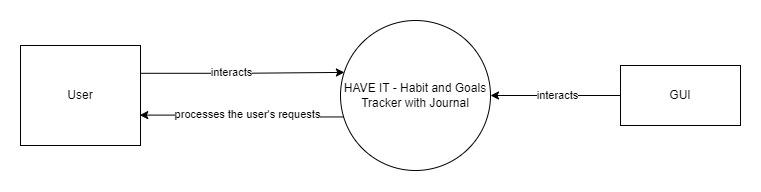 User
interacts
processes the user's requests
HAVE IT - Habit and Goals
Tracker with Journal
interacts
GUI